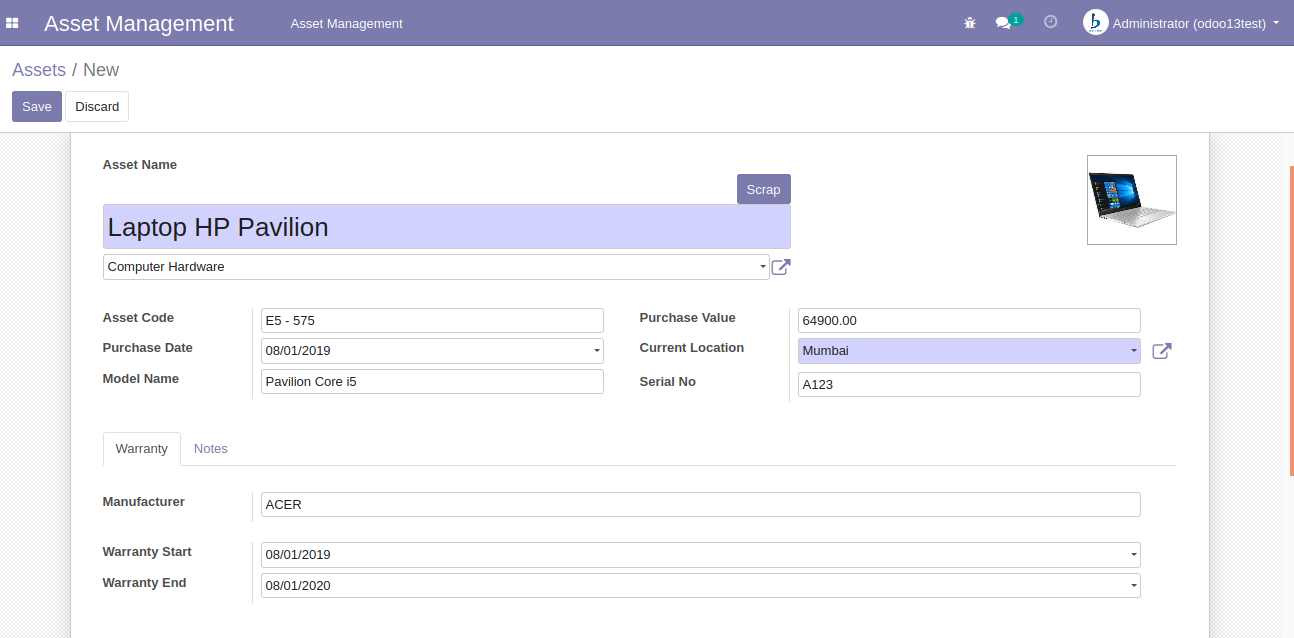 Asset Management Asset Management 1 Administrator (odoo13test)
Assets / New
Save Discard
Asset Name
Scrap
Laptop HP Pavilion
Computer Hardware
Asset Code E5 - 575 Purchase Value 64900.00
Purchase Date 08/01/2019 Current Location Mumbai
Model Name Pavilion Core i5 Serial No A123
Warranty Notes
Manufacturer ACER
Warranty Start 08/01/2019
Warranty End 08/01/2020